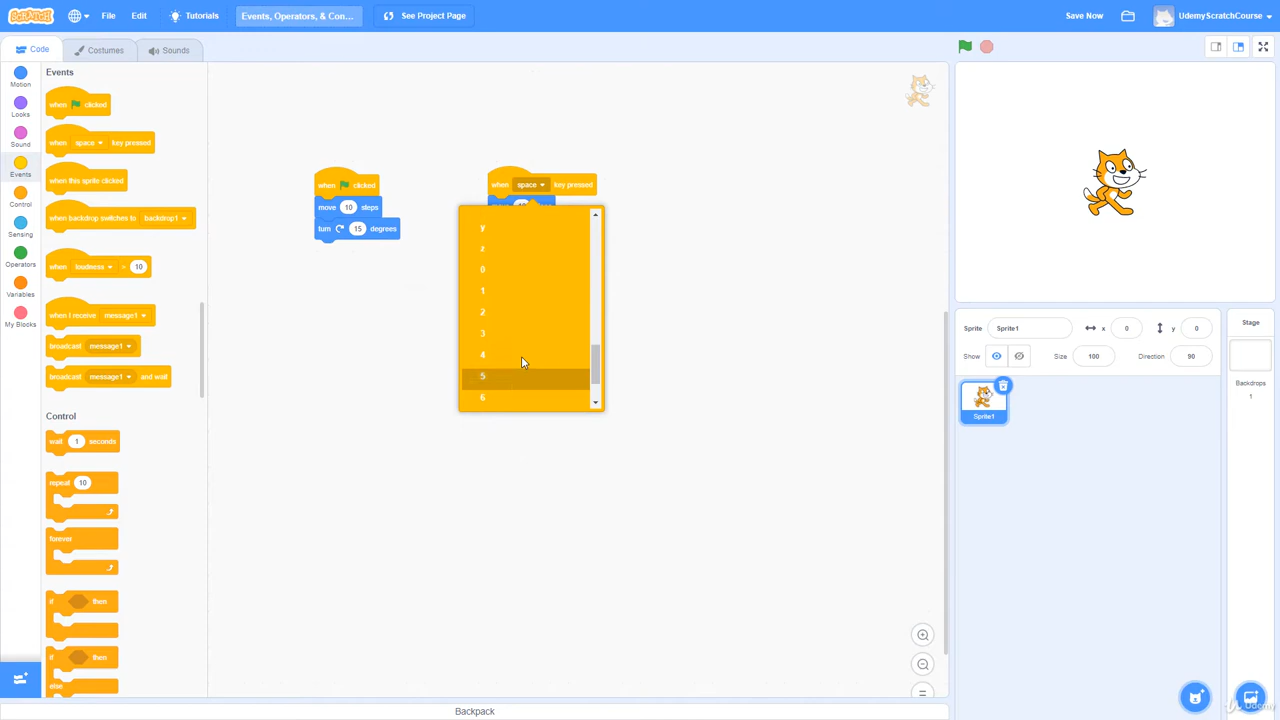 SCRATCH File Edit Tutorials Events, Operators, & Con... See Project Page Save Now UdemyScratchCourse
Code Costumes Sounds
Motion
Looks
Sound
Events
Control
Sensing
Operators
Variables
My Blocks
Events
when clicked
when space key pressed
when this sprite clicked
when backdrop switches to backdrop1
when loudness > 10
when I receive message1
broadcast message1
broadcast message1 and wait
Control
wait 1 seconds
repeat 10
forever
if then
if then
else
when clicked
move 10 steps
turn 15 degrees
when space key pressed
y
z
0
1
2
3
4
5
6
Sprite Sprite1 x 0 y 0
Show Size 100 Direction 90
Sprite1
Stage
Backdrops
1
Backpack
Udemy